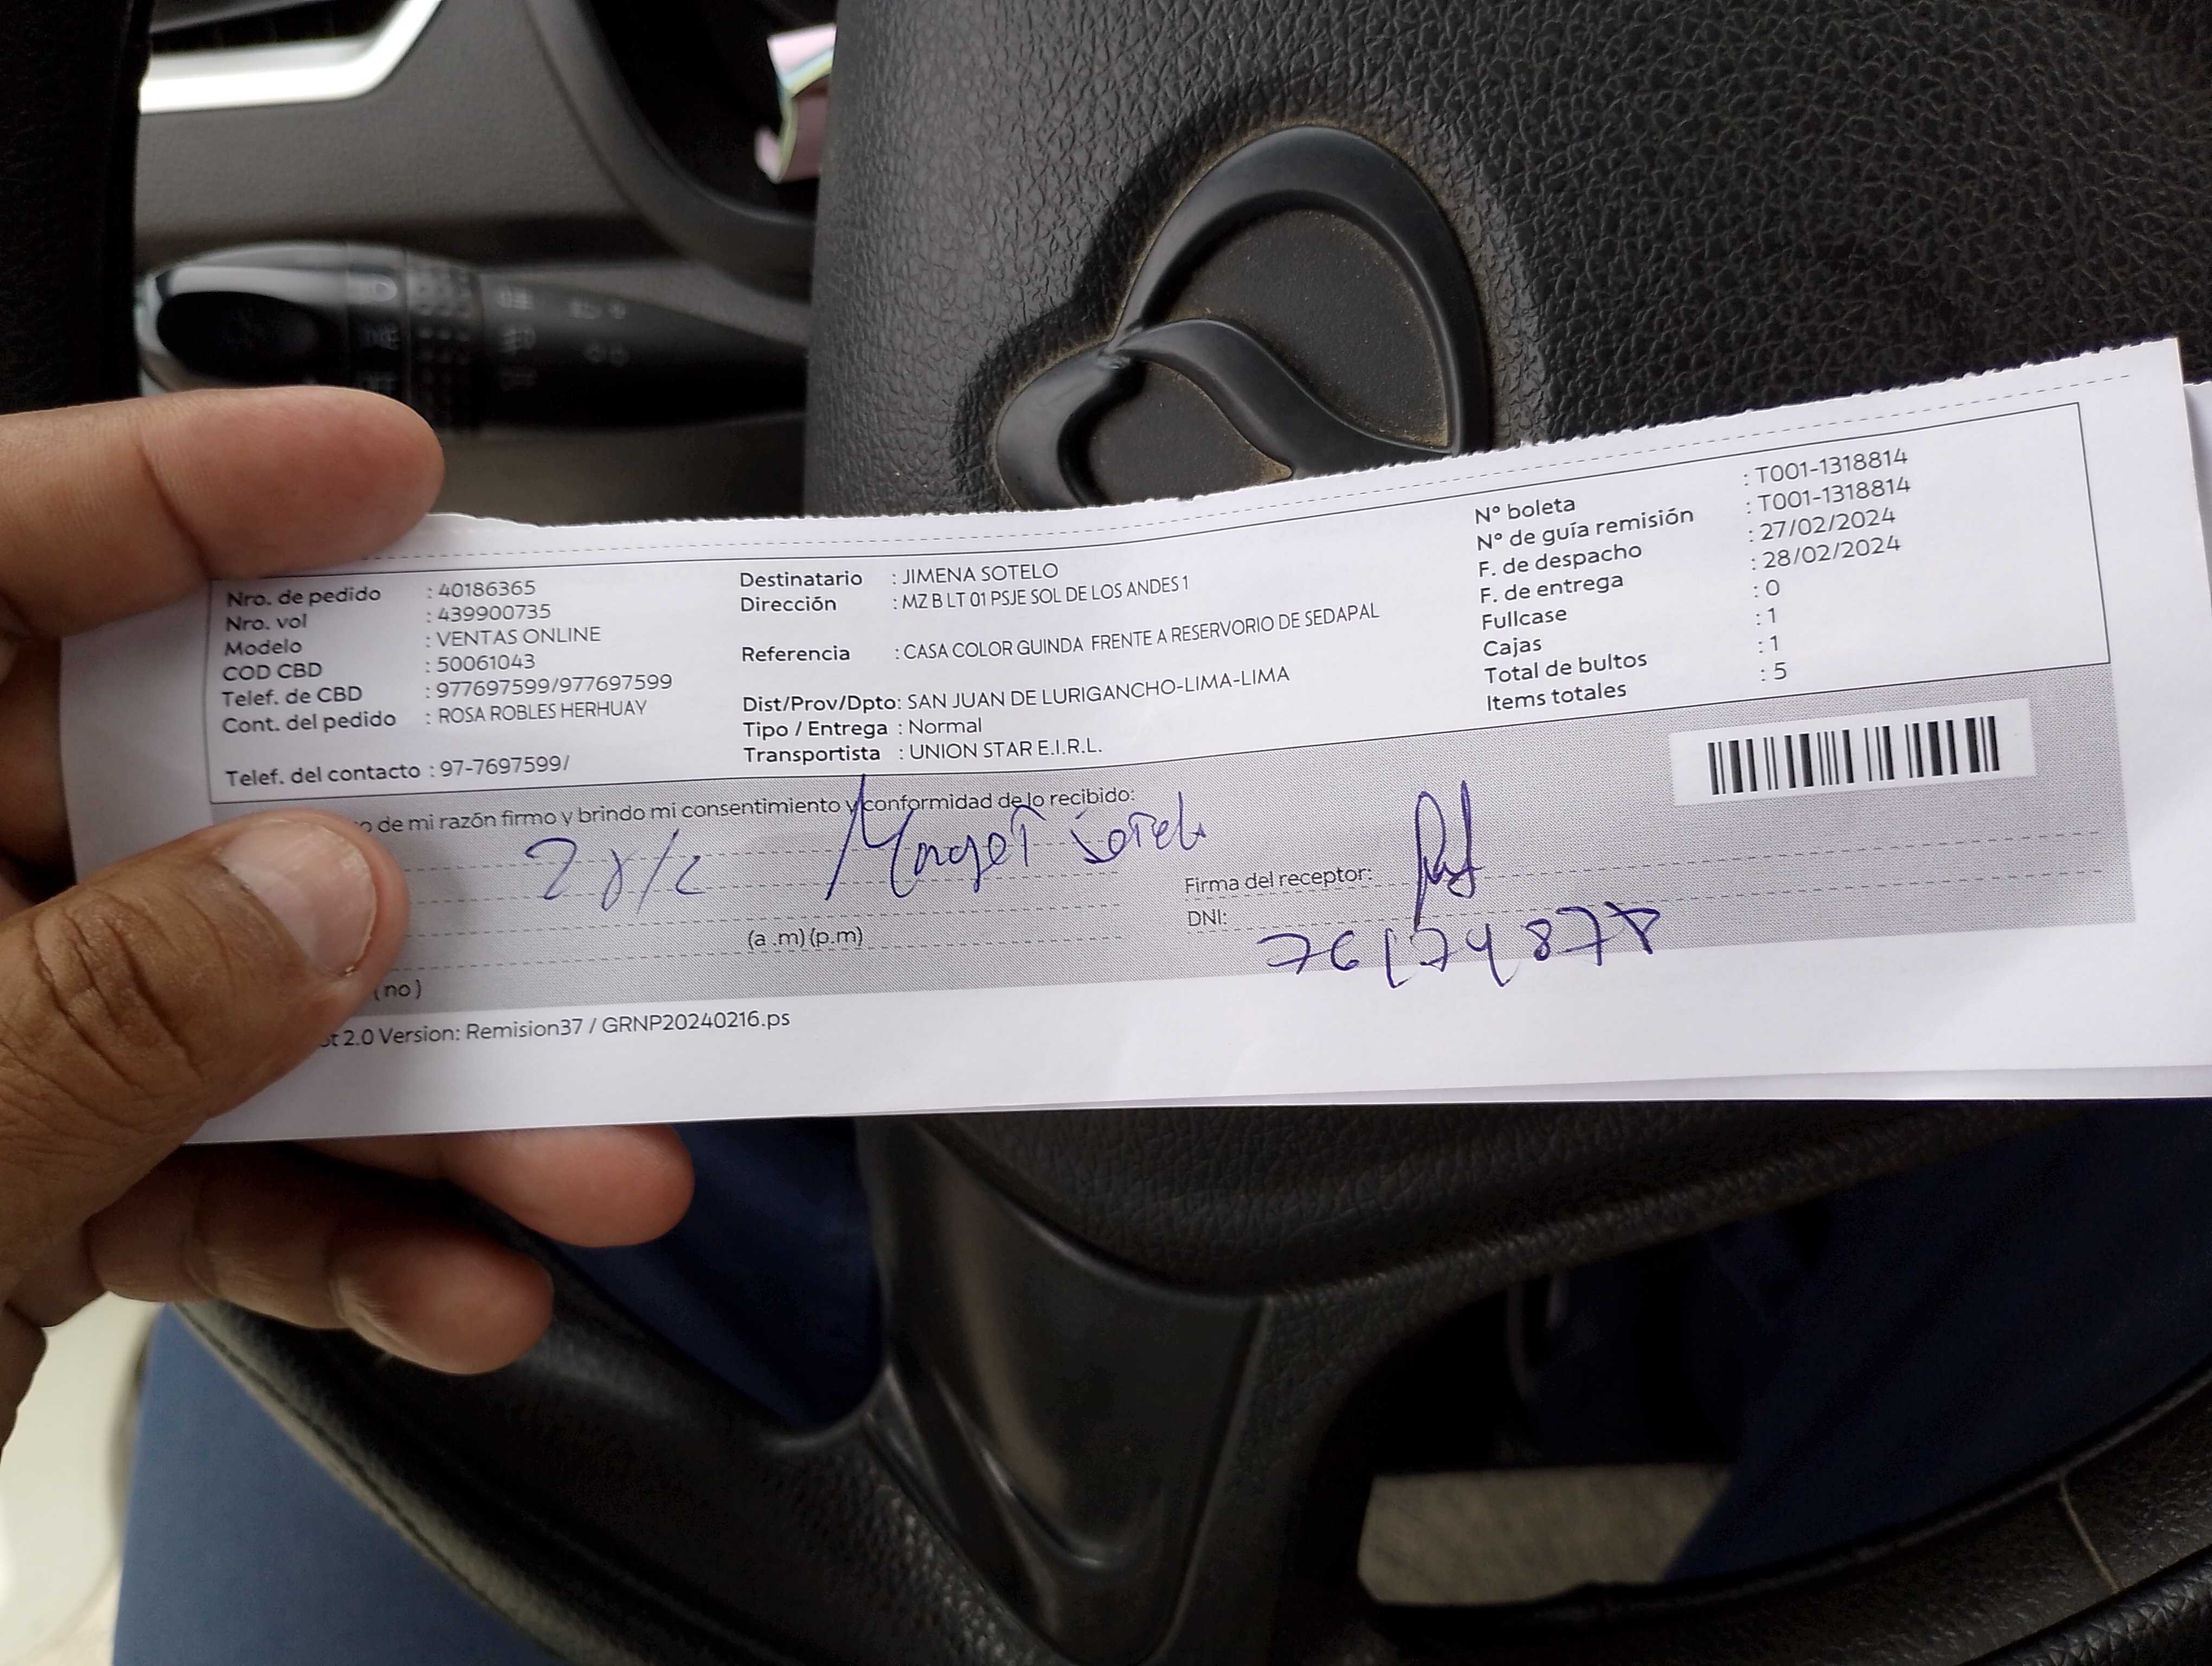 Nro. de pedido : 40186365
Nro. vol : 439900735
Modelo : VENTAS ONLINE
COD CBD : 50061043
Telef. de CBD : 977697599/977697599
Cont. del pedido : ROSA ROBLES HERHUAY
Telef. del contacto : 97-7697599/
Destinatario : JIMENA SOTELO
Dirección : MZ B LT 01 PSJE SOL DE LOS ANDES 1
Referencia : CASA COLOR GUINDA FRENTE A RESERVORIO DE SEDAPAL
Dist/Prov/Dpto: SAN JUAN DE LURIGANCHO-LIMA-LIMA
Tipo / Entrega : Normal
Transportista : UNION STAR E.I.R.L.
N° boleta : T001-1318814
N° de guía remisión : T001-1318814
F. de despacho : 27/02/2024
F. de entrega : 28/02/2024
Fullcase : 0
Cajas : 1
Total de bultos : 1
Items totales : 5
de mi razón firmo y brindo mi consentimiento y conformidad de lo recibido:
28/2 Margot Sotelo
Firma del receptor:
(a .m) (p.m)
DNI: 76174878
(no)
2.0 Version: Remision37 / GRNP20240216.ps